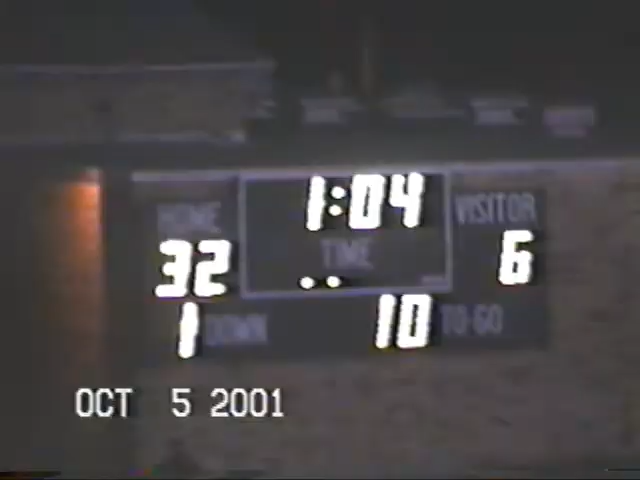 1:04
HOME TIME VISITOR
32 6
1 DOWN 10 TO GO
OCT 5 2001